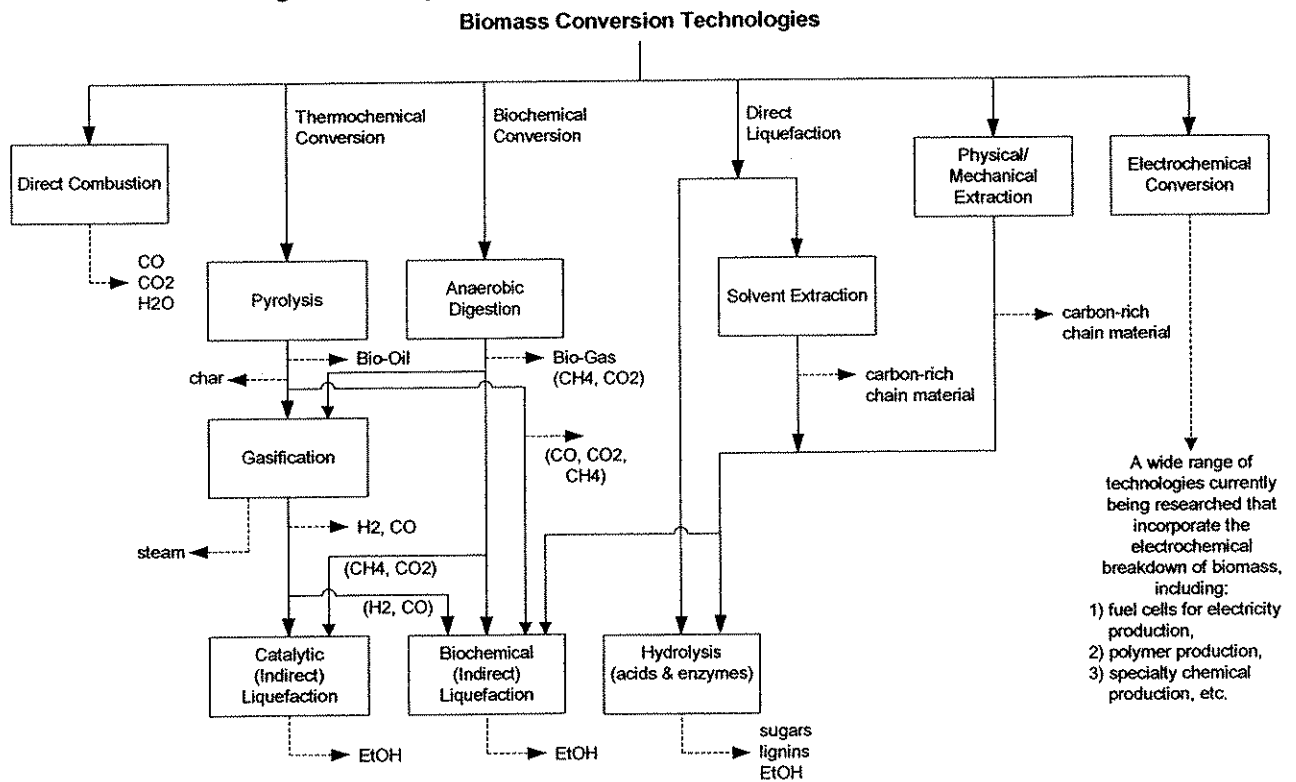 Biomass Conversion Technologies
Thermochemical
Conversion
Biochemical
Conversion
Direct
Liquefaction
Direct Combustion
Physical/
Mechanical
Extraction
Electrochemical
Conversion
CO
CO2
H2O
Pyrolysis
Anaerobic
Digestion
Solvent Extraction
carbon-rich
chain material
Bio-Oil
char
Bio-Gas
(CH4, CO2)
carbon-rich
chain material
Gasification
(CO, CO2,
CH4)
A wide range of
technologies currently
being researched that
incorporate the
electrochemical
breakdown of biomass,
including:
1) fuel cells for electricity
production,
2) polymer production,
3) specialty chemical
production, etc.
H2, CO
steam
(CH4, CO2)
(H2, CO)
Catalytic
(Indirect)
Liquefaction
Biochemical
(Indirect)
Liquefaction
Hydrolysis
(acids & enzymes)
EtOH
EtOH
sugars
lignins
EtOH